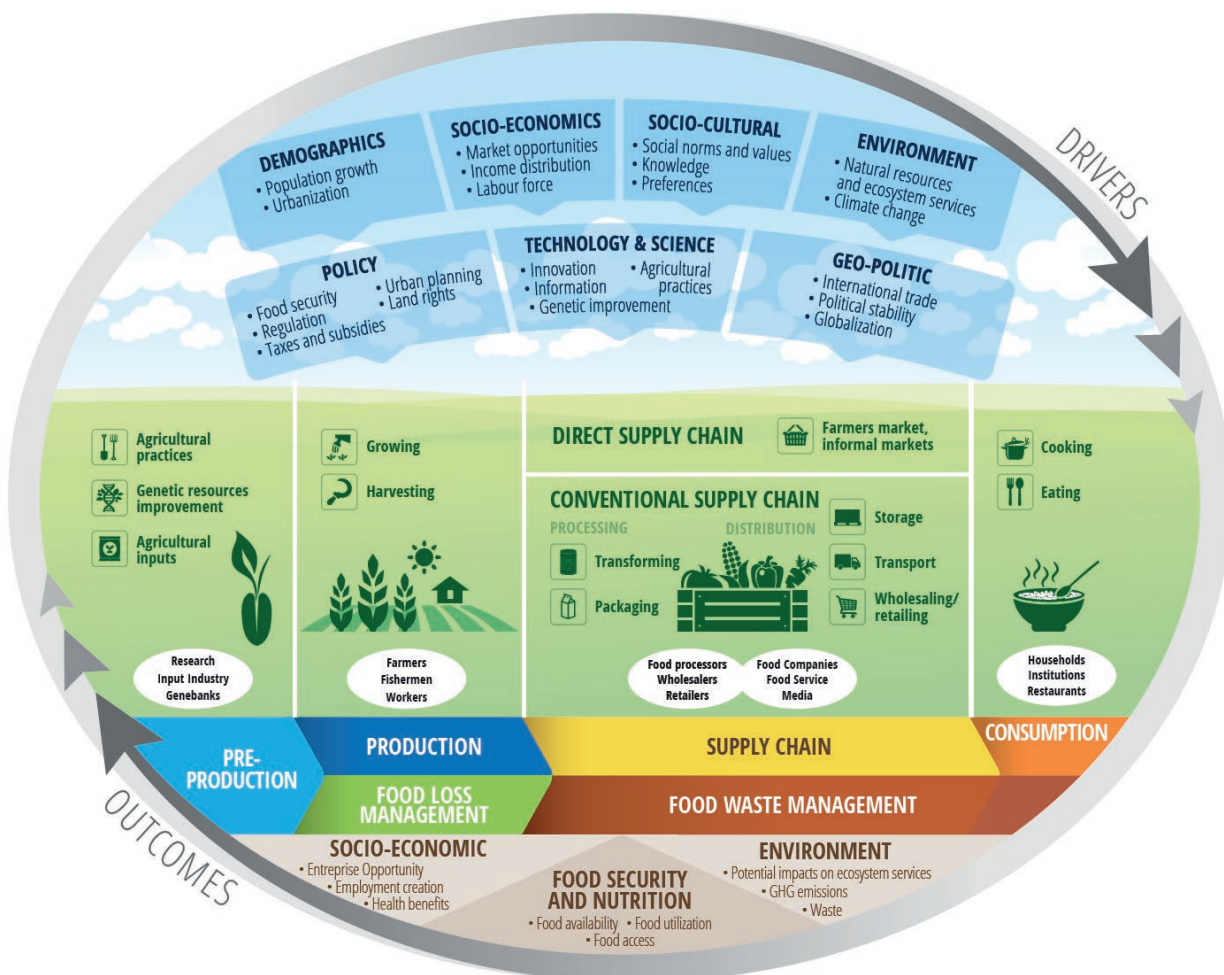 DRIVERS
DEMOGRAPHICS
• Population growth
• Urbanization
SOCIO-ECONOMICS
• Market opportunities
• Income distribution
• Labour force
SOCIO-CULTURAL
• Social norms and values
• Knowledge
• Preferences
ENVIRONMENT
• Natural resources
and ecosystem services
• Climate change
POLICY
• Food security
• Regulation
• Taxes and subsidies
• Urban planning
• Land rights
TECHNOLOGY & SCIENCE
• Innovation
• Information
• Genetic improvement
• Agricultural
practices
GEO-POLITIC
• International trade
• Political stability
• Globalization
Agricultural
practices
Genetic resources
improvement
Agricultural
inputs
Research
Input Industry
Genebanks
Growing
Harvesting
Farmers
Fishermen
Workers
DIRECT SUPPLY CHAIN
Farmers market,
informal markets
CONVENTIONAL SUPPLY CHAIN
PROCESSING
Transforming
Packaging
DISTRIBUTION
Storage
Transport
Wholesaling/
retailing
Food processors
Wholesalers
Retailers
Food Companies
Food Service
Media
Cooking
Eating
Households
Institutions
Restaurants
PRE-
PRODUCTION
PRODUCTION
SUPPLY CHAIN
CONSUMPTION
FOOD LOSS
MANAGEMENT
FOOD WASTE MANAGEMENT
OUTCOMES
SOCIO-ECONOMIC
• Entreprise Opportunity
• Employment creation
• Health benefits
FOOD SECURITY
AND NUTRITION
• Food availability • Food utilization
• Food access
ENVIRONMENT
• Potential impacts on ecosystem services
• GHG emissions
• Waste